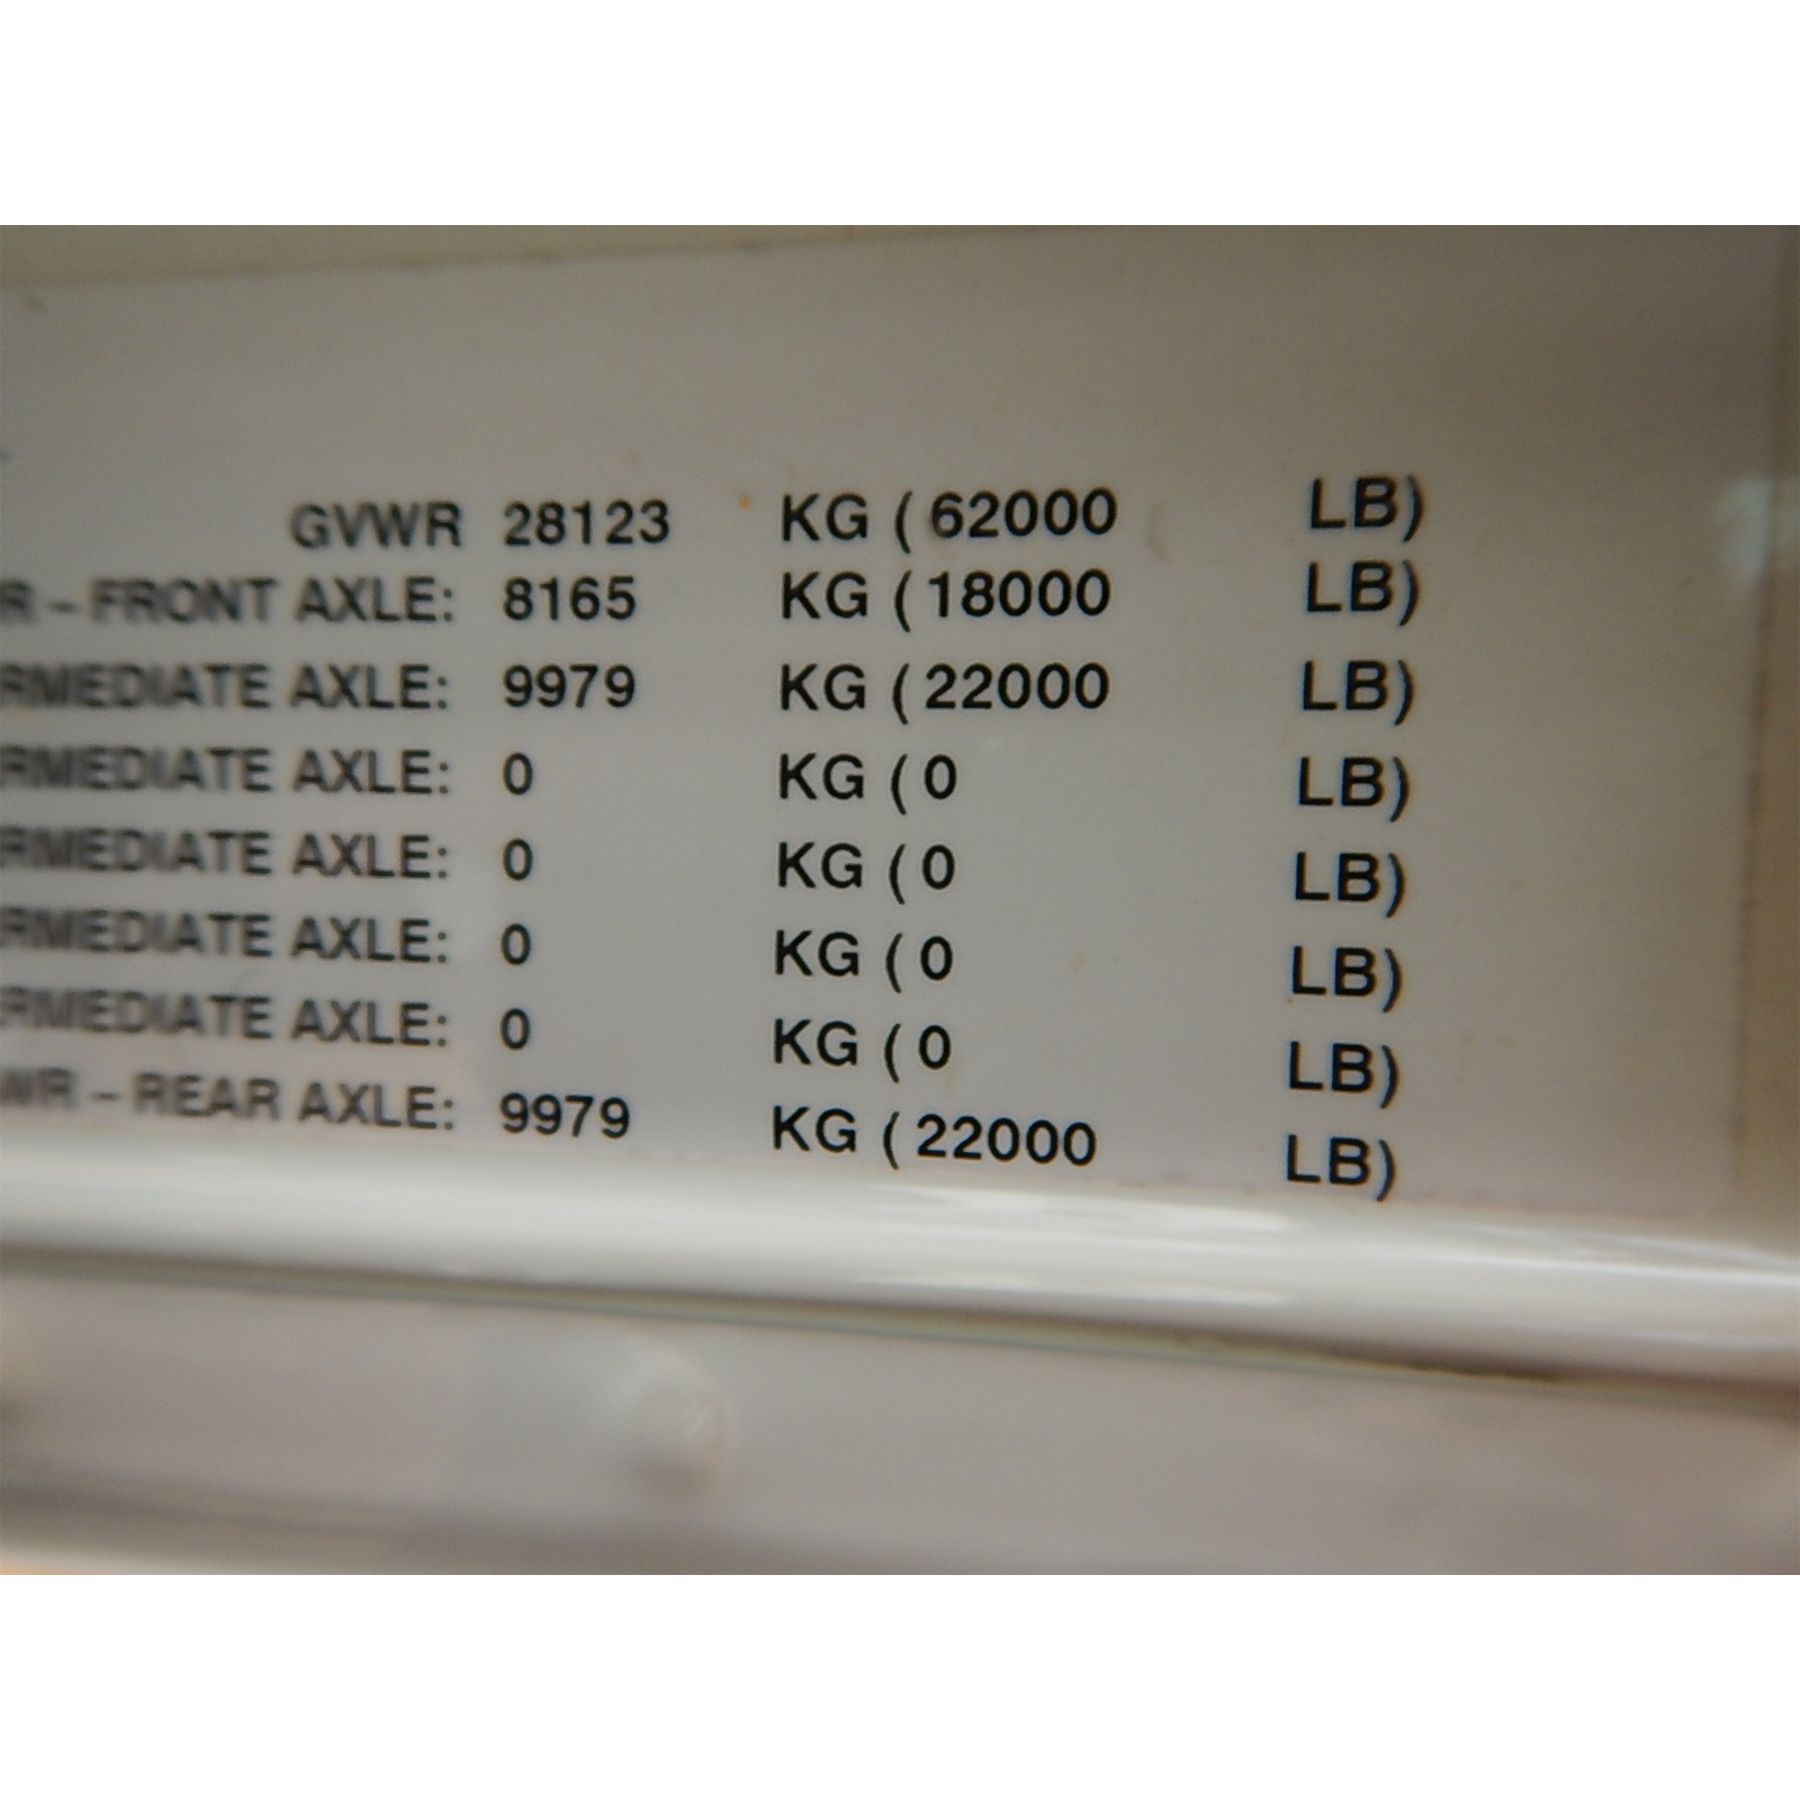 GVWR 28123 KG ( 62000 LB)
R – FRONT AXLE: 8165 KG ( 18000 LB)
RMEDIATE AXLE: 9979 KG ( 22000 LB)
RMEDIATE AXLE: 0 KG ( 0 LB)
RMEDIATE AXLE: 0 KG ( 0 LB)
RMEDIATE AXLE: 0 KG ( 0 LB)
RMEDIATE AXLE: 0 KG ( 0 LB)
WR – REAR AXLE: 9979 KG ( 22000 LB)